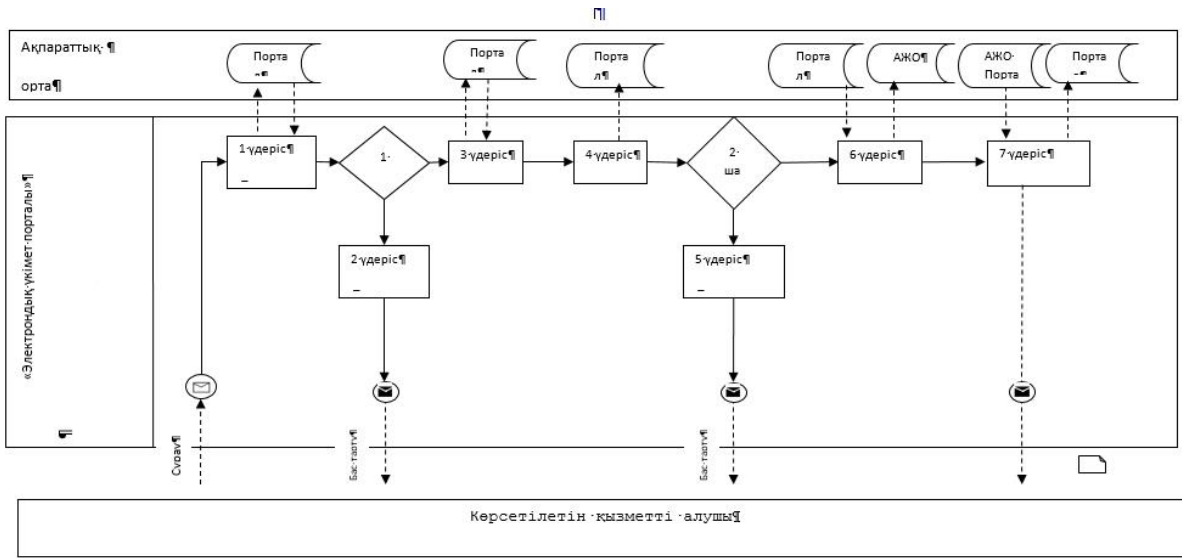 Ақпараттық
орта
Порта
Порта
Порта
л
Порта
л
АЖО
АЖО
Порта
Порта
«Электрондық үкімет порталы»
1 үдеріс
–
1
3 үдеріс
4 үдеріс
2
ша
6 үдеріс
7 үдеріс
2 үдеріс
–
5 үдеріс
–
Сұрау
Бас тарту
Бас тарту
Көрсетілетін қызметті алушы